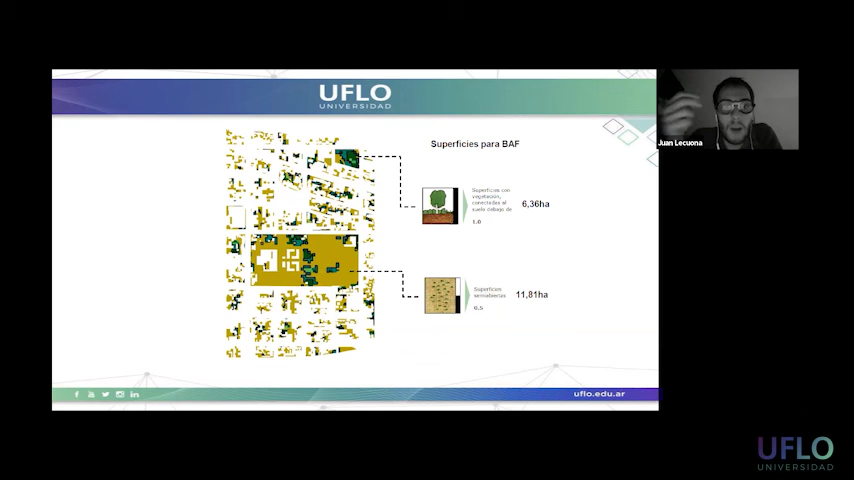 UFLO
UNIVERSIDAD
Superficies para BAF
Superficies con
vegetación,
conectadas al
suelo debajo de
1.0
6,36ha
Superficies
semiabiertas
0.5
11,81ha
Juan Lecuona
uflo.edu.ar
UFLO
UNIVERSIDAD